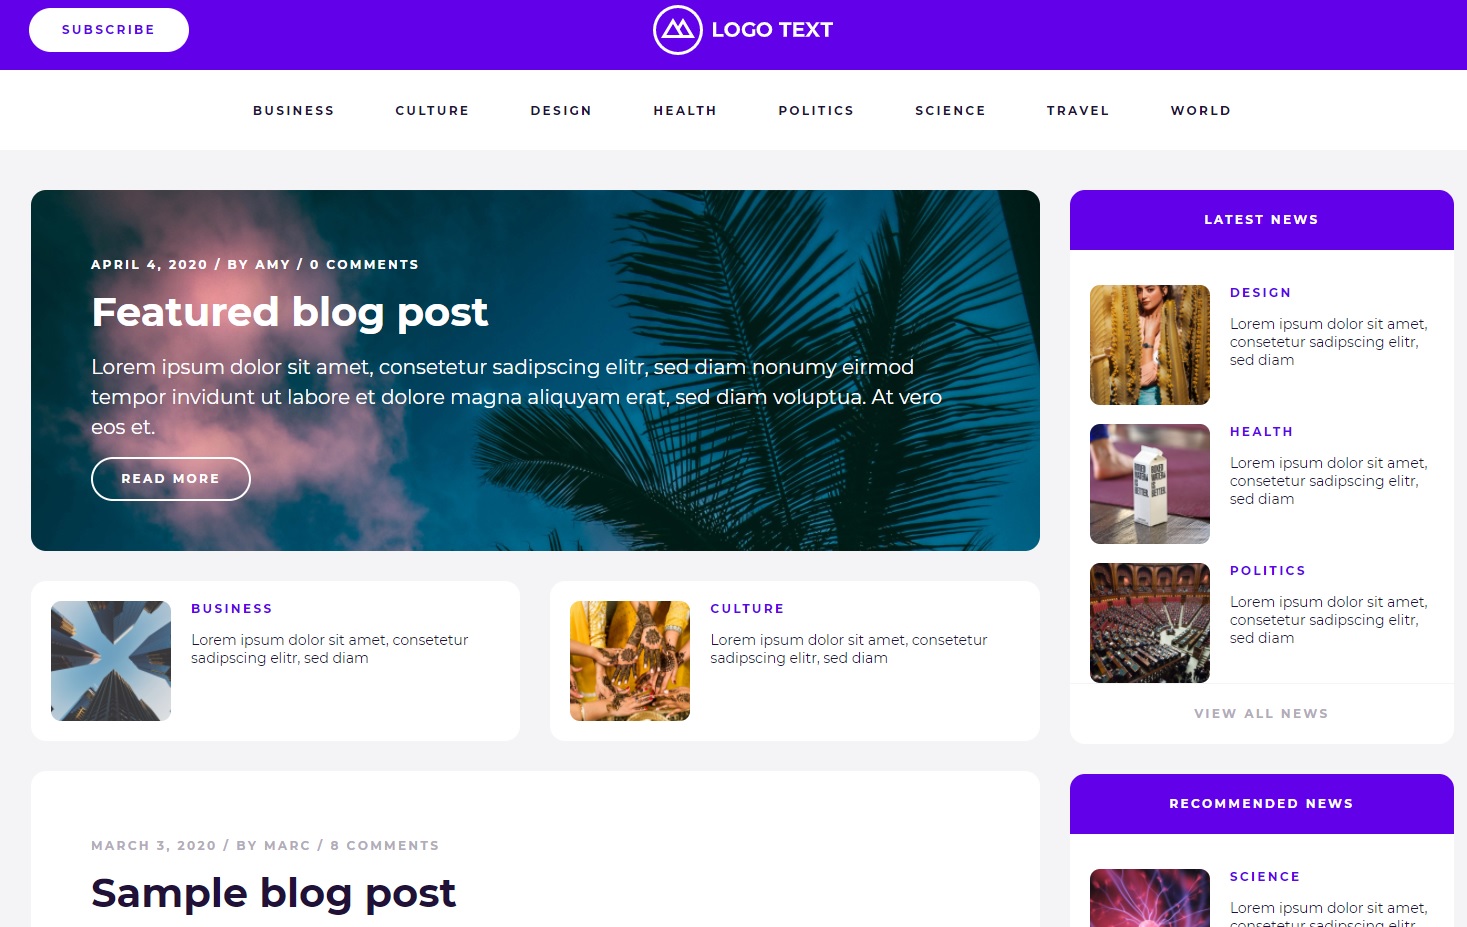 SUBSCRIBE
LOGO TEXT
BUSINESS CULTURE DESIGN HEALTH POLITICS SCIENCE TRAVEL WORLD
APRIL 4, 2020 / BY AMY / 0 COMMENTS
Featured blog post
Lorem ipsum dolor sit amet, consetetur sadipscing elitr, sed diam nonumy eirmod
tempor invidunt ut labore et dolore magna aliquyam erat, sed diam voluptua. At vero
eos et.
READ MORE
BUSINESS
Lorem ipsum dolor sit amet, consetetur
sadipscing elitr, sed diam
CULTURE
Lorem ipsum dolor sit amet, consetetur
sadipscing elitr, sed diam
MARCH 3, 2020 / BY MARC / 8 COMMENTS
Sample blog post
LATEST NEWS
DESIGN
Lorem ipsum dolor sit amet,
consetetur sadipscing elitr,
sed diam
HEALTH
Lorem ipsum dolor sit amet,
consetetur sadipscing elitr,
sed diam
POLITICS
Lorem ipsum dolor sit amet,
consetetur sadipscing elitr,
sed diam
VIEW ALL NEWS
RECOMMENDED NEWS
SCIENCE
Lorem ipsum dolor sit amet,
consetetur sadipscing elitr,